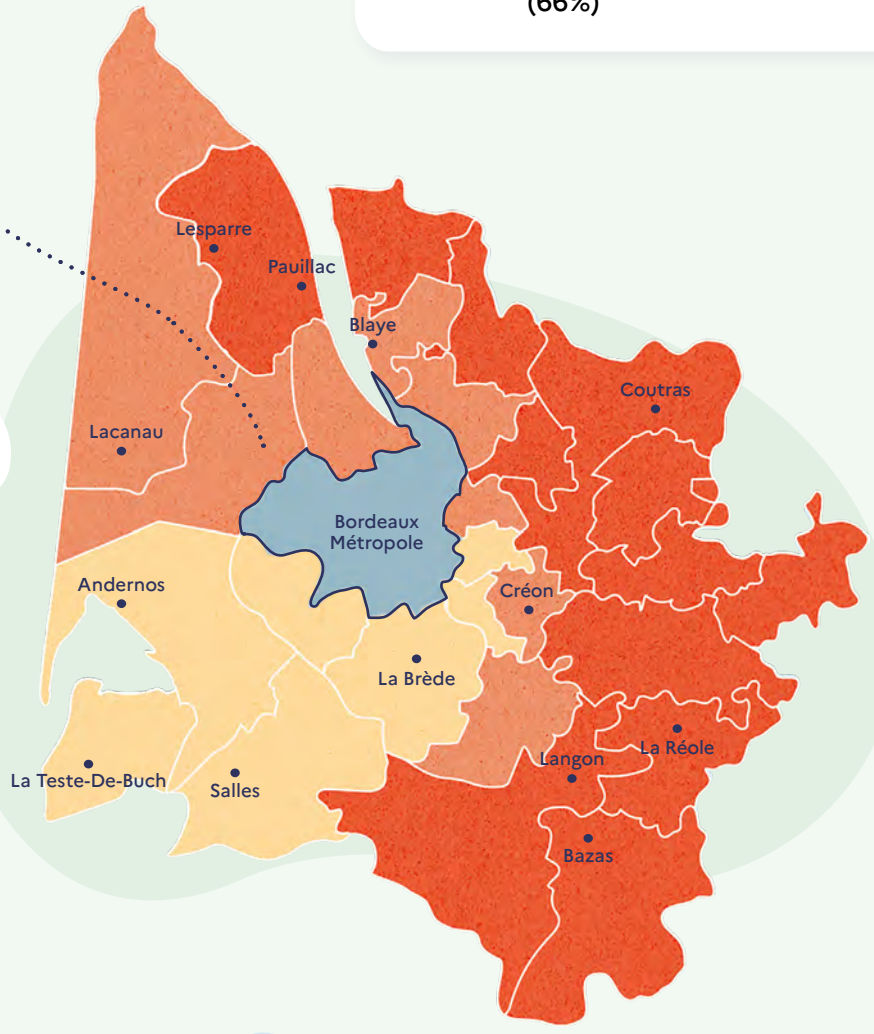 (66%)
Lesparre
Pauillac
Blaye
Coutras
Lacanau
Bordeaux
Métropole
Andernos
Créon
La Brède
La Réole
Langon
La Teste-De-Buch
Salles
Bazas